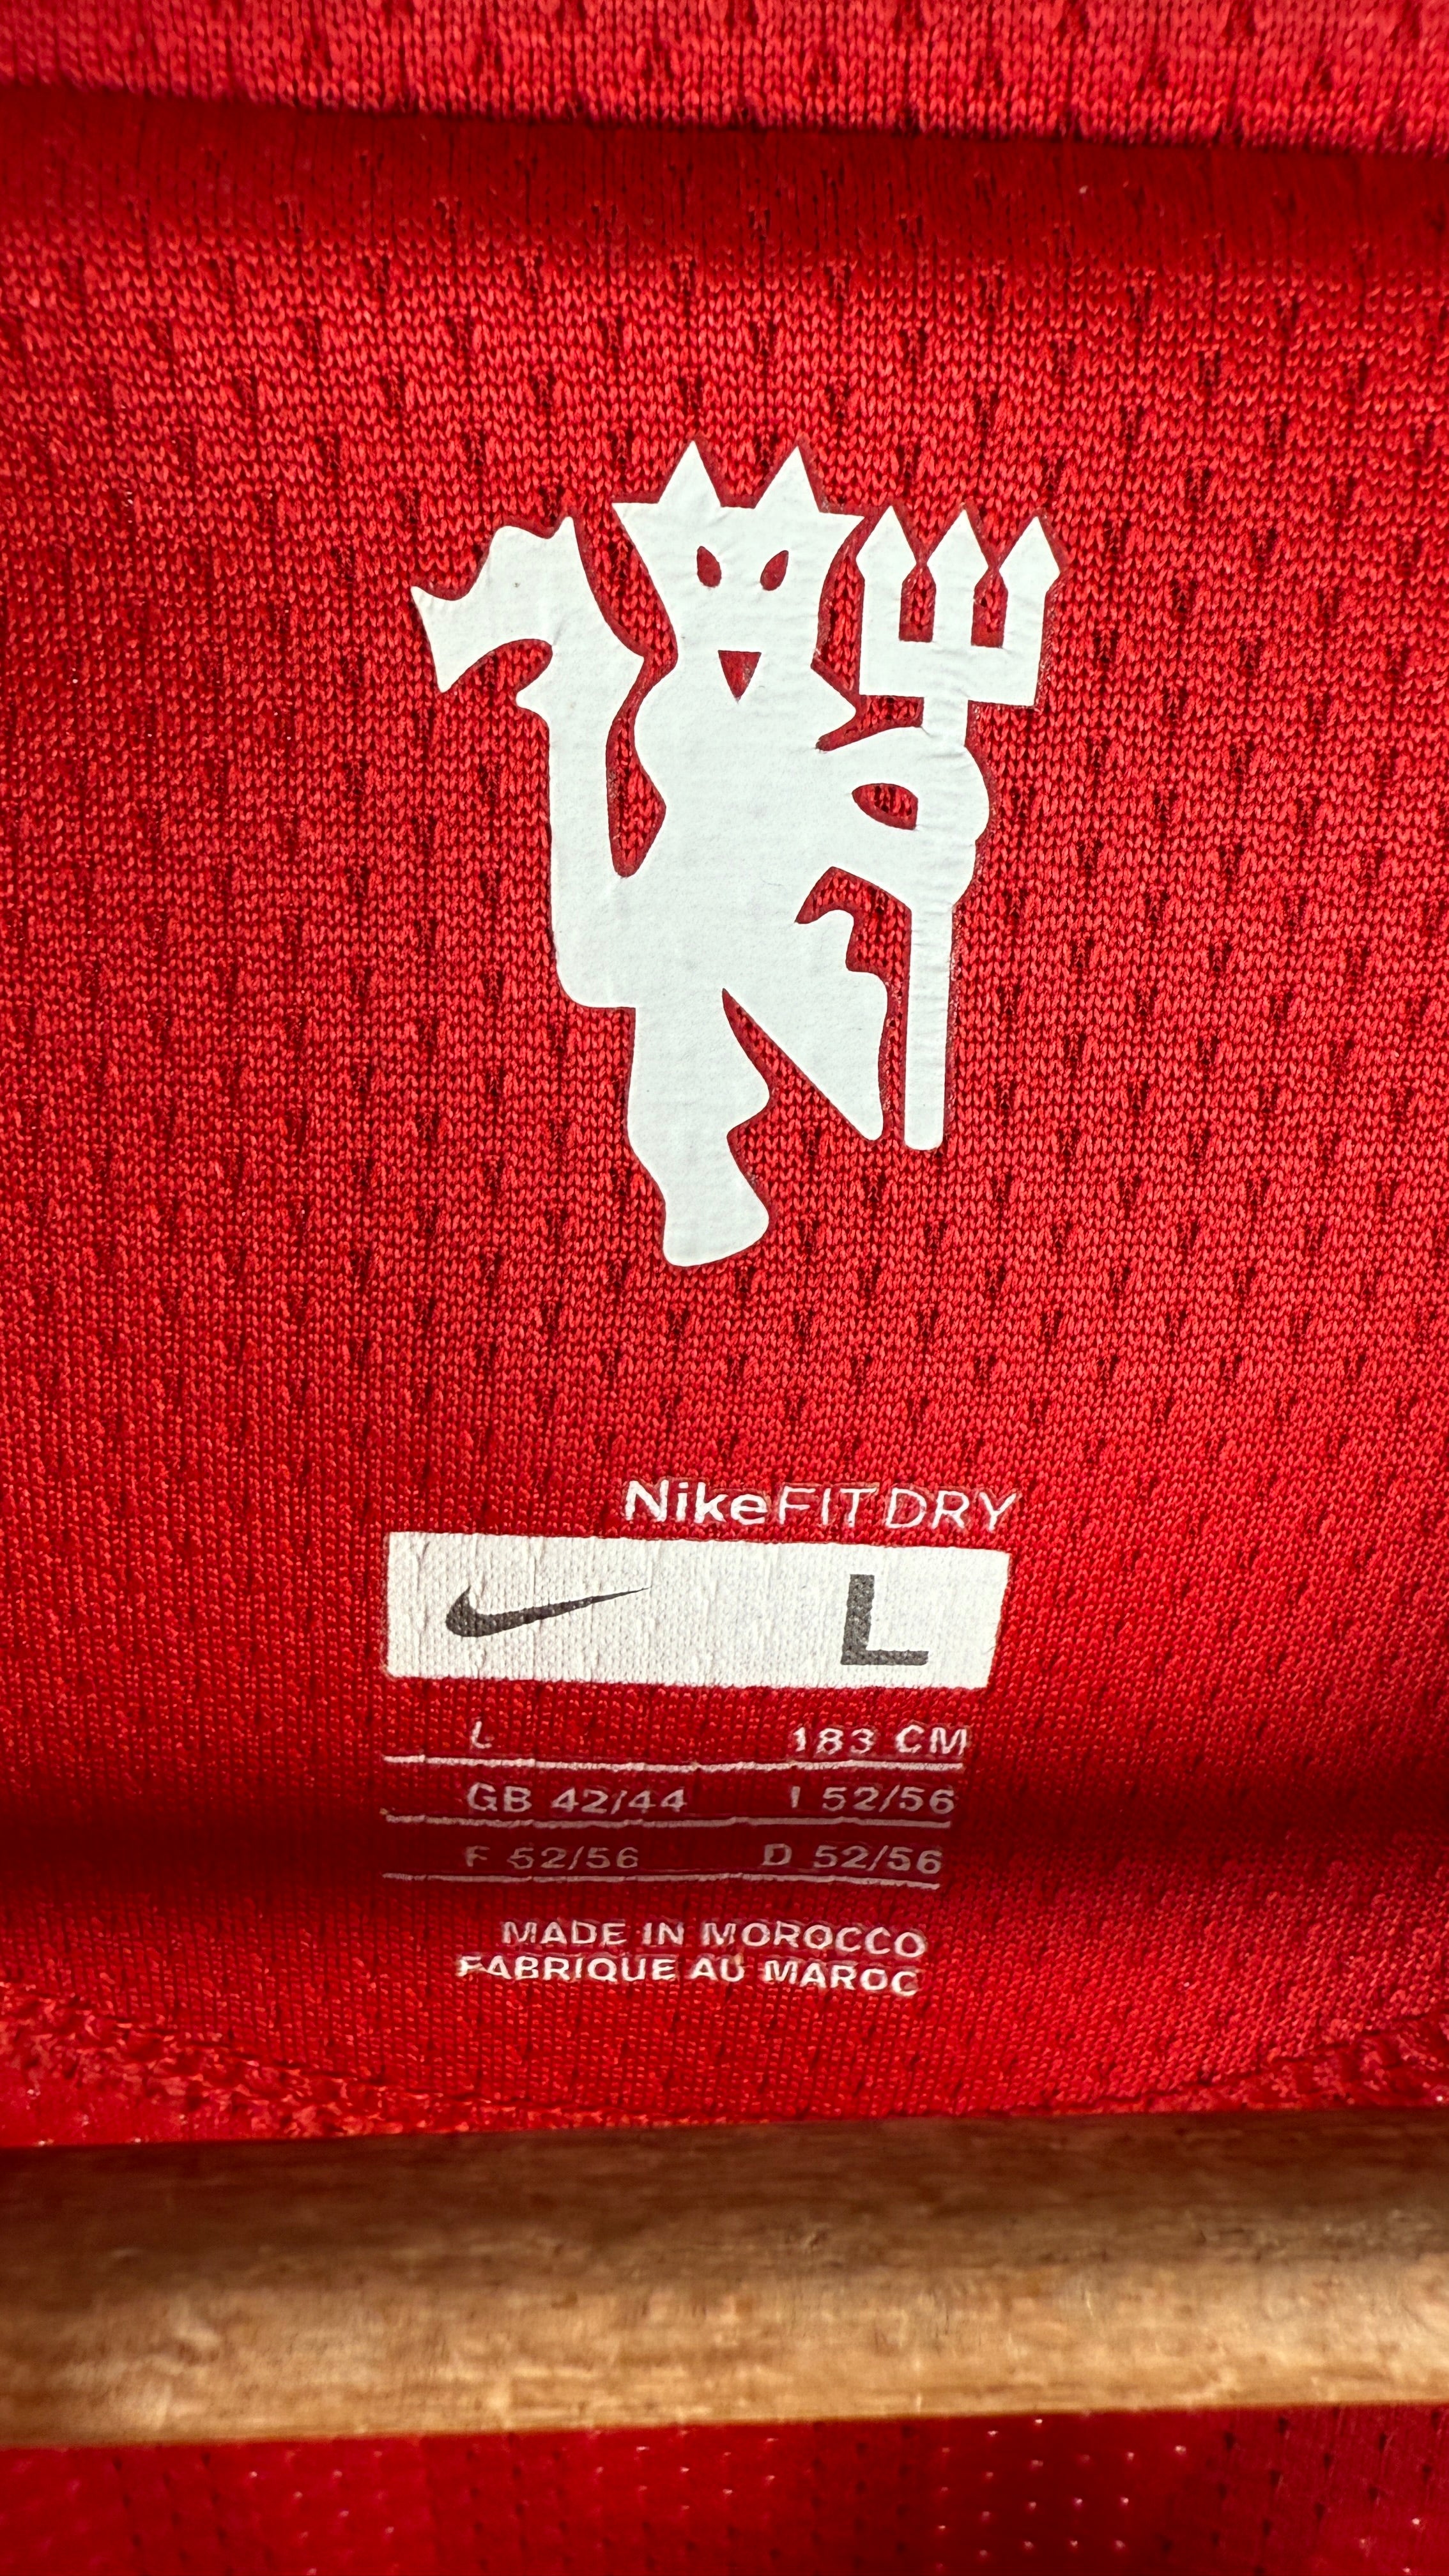 NikeFIT DRY
L
L 183 CM
GB 42/44 I 52/56
F 52/56 D 52/56
MADE IN MOROCCO
FABRIQUE AU MAROC